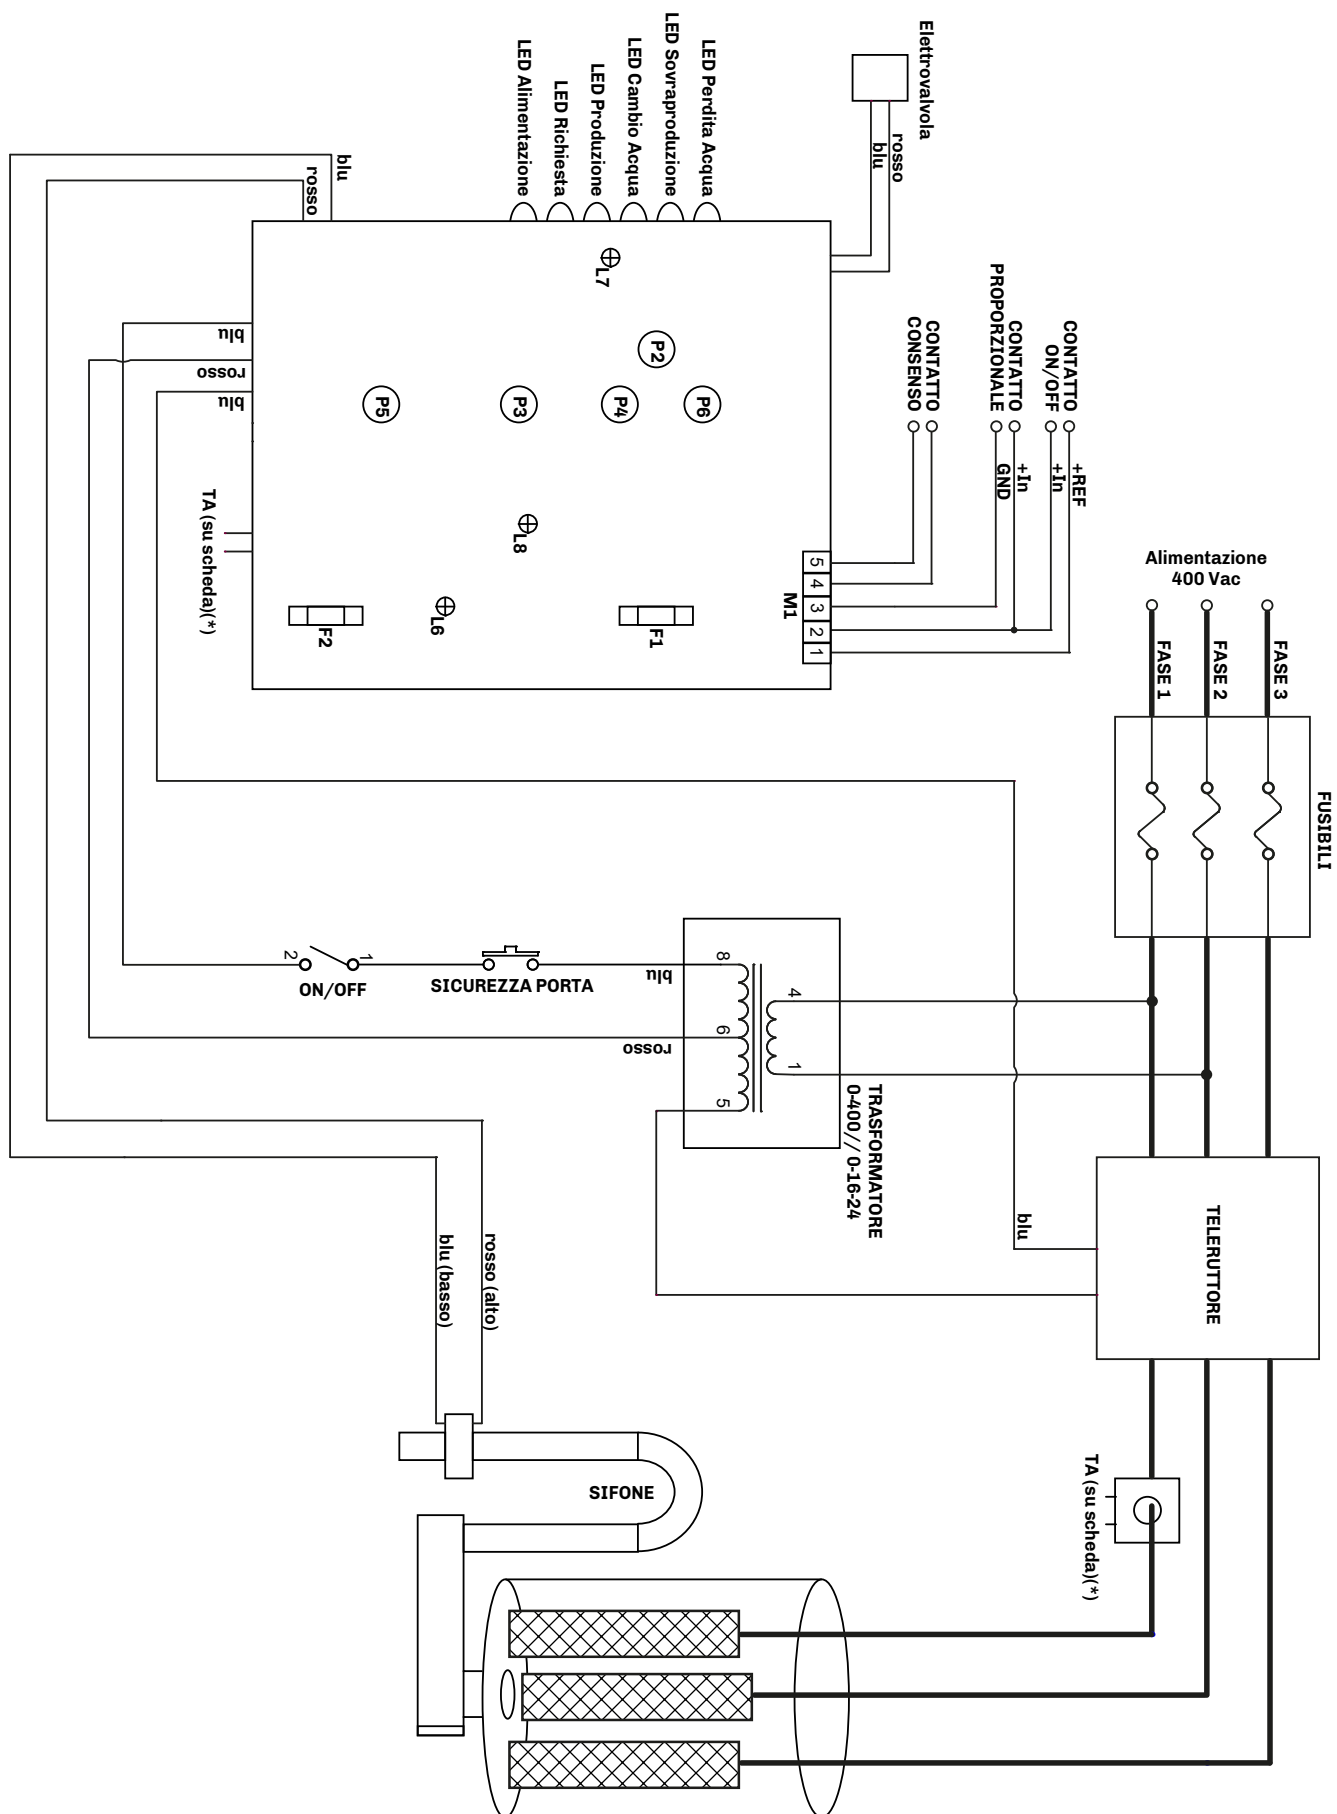 Elettrovalvola
rosso
blu
LED Perdita Acqua
LED Sovraproduzione
LED Cambio Acqua
LED Produzione
LED Richiesta
LED Alimentazione
blu
rosso
L7
P2
P6
P4
P3
P5
L8
L6
F1
F2
M1
5
4
3
2
1
blu
rosso
blu
TA (su scheda)(*)
CONTATTO
CONSENSO
CONTATTO
PROPORZIONALE
CONTATTO
ON/OFF
+REF
+In
+In
GND
Alimentazione
400 Vac
FASE 1
FASE 2
FASE 3
FUSIBILI
2
1
ON/OFF
SICUREZZA PORTA
blu
rosso
8
6
5
4
1
TRASFORMATORE
0-400// 0-16-24
blu
TELERUTTORE
rosso (alto)
blu (basso)
SIFONE
TA (su scheda)(*)